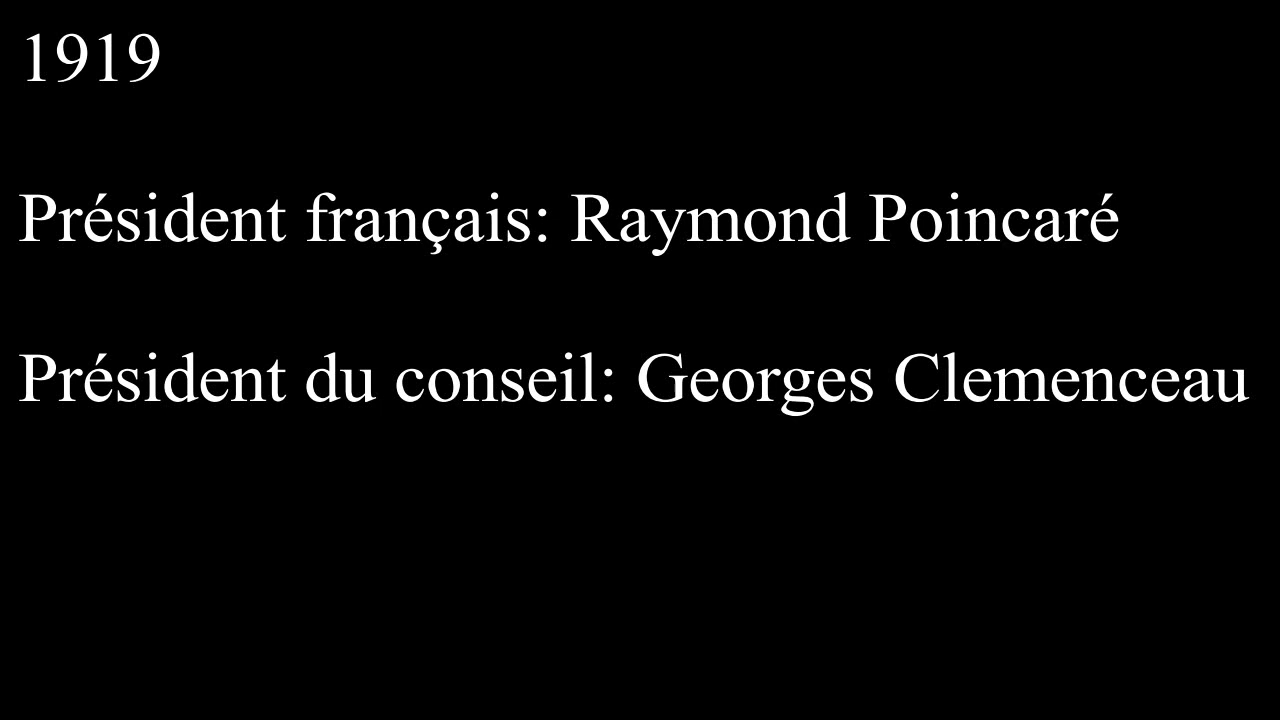 1919
Président français: Raymond Poincaré
Président du conseil: Georges Clemenceau